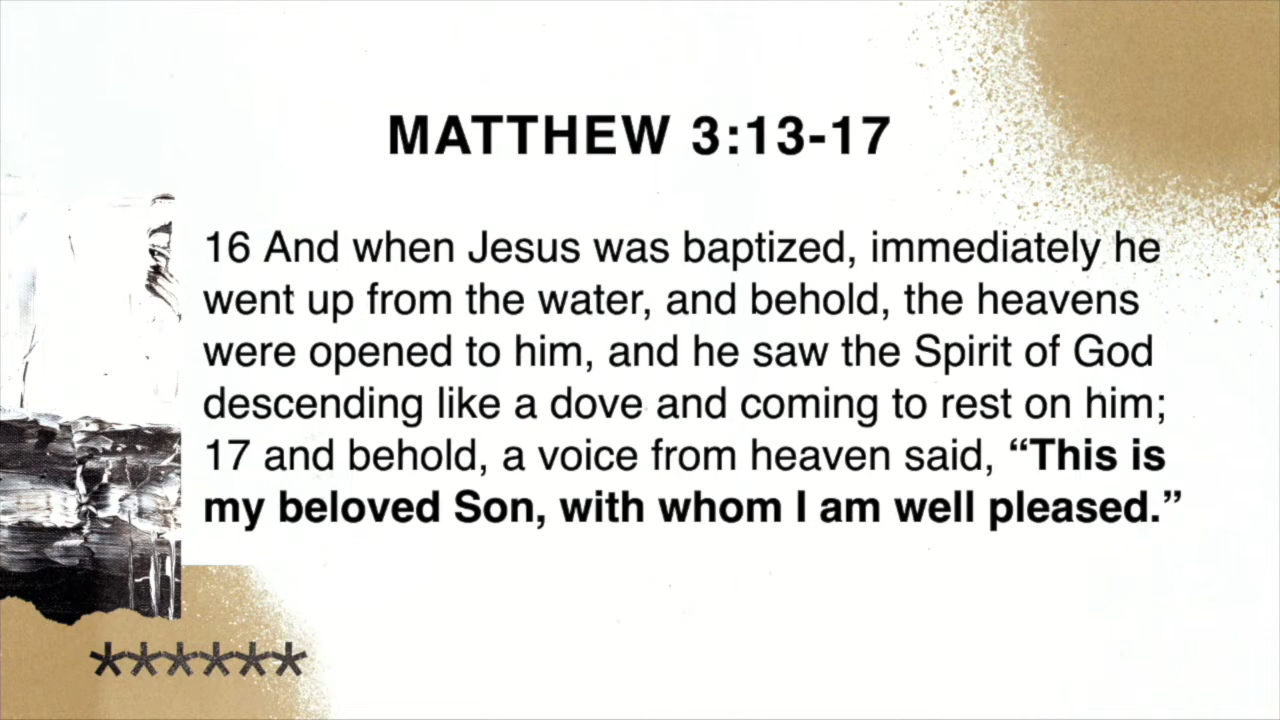 MATTHEW 3:13-17
16 And when Jesus was baptized, immediately he
went up from the water, and behold, the heavens
were opened to him, and he saw the Spirit of God
descending like a dove and coming to rest on him;
17 and behold, a voice from heaven said, “This is
my beloved Son, with whom I am well pleased.”
******